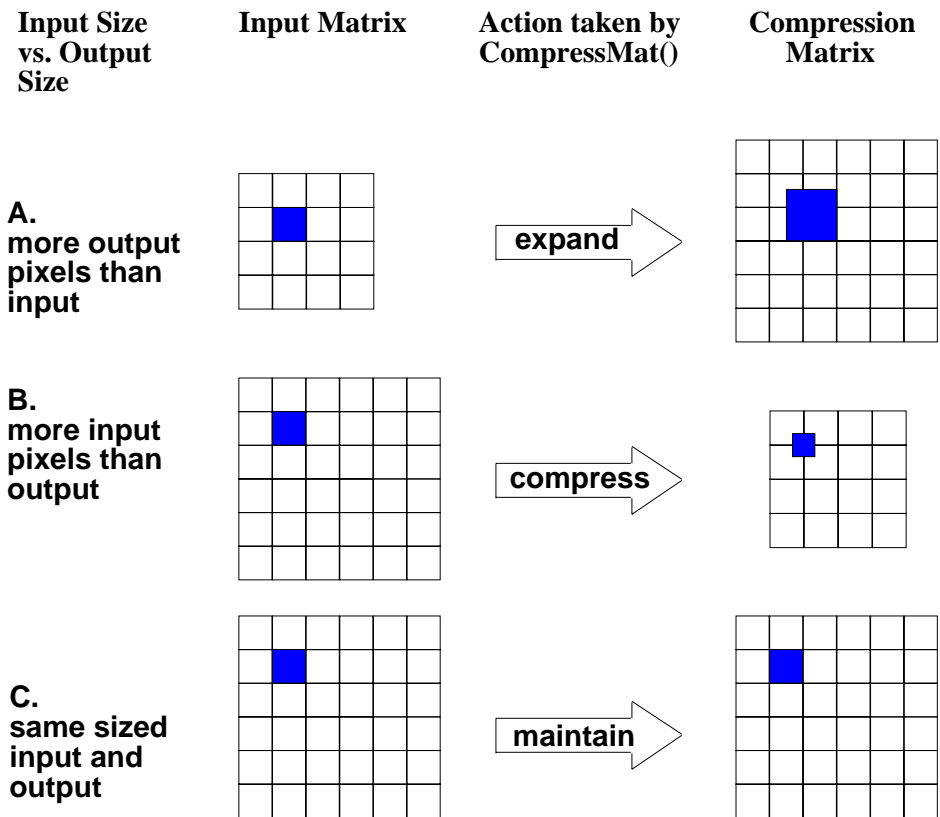 Input Size
vs. Output
Size
Input Matrix
Action taken by
CompressMat()
Compression
Matrix
A.
more output
pixels than
input
expand
B.
more input
pixels than
output
compress
C.
same sized
input and
output
maintain